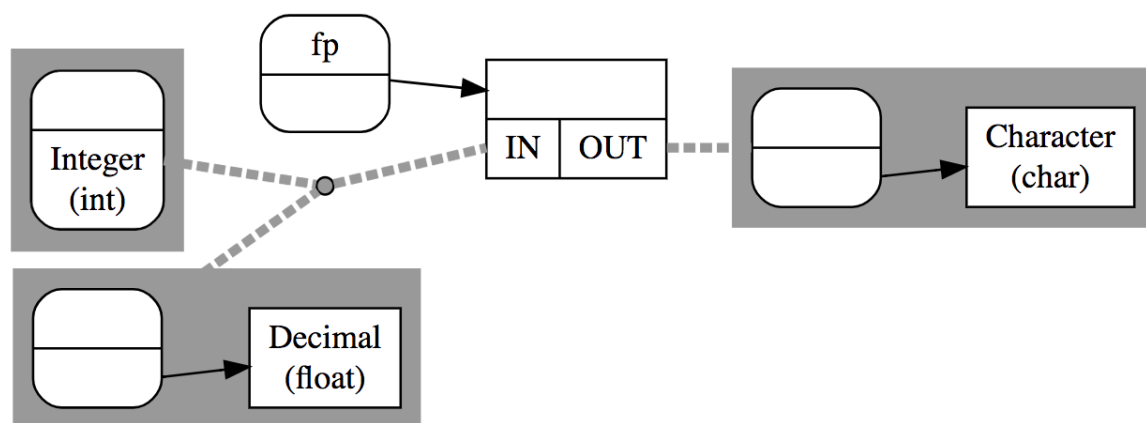 fp
Integer
(int)
IN
OUT
Character
(char)
Decimal
(float)